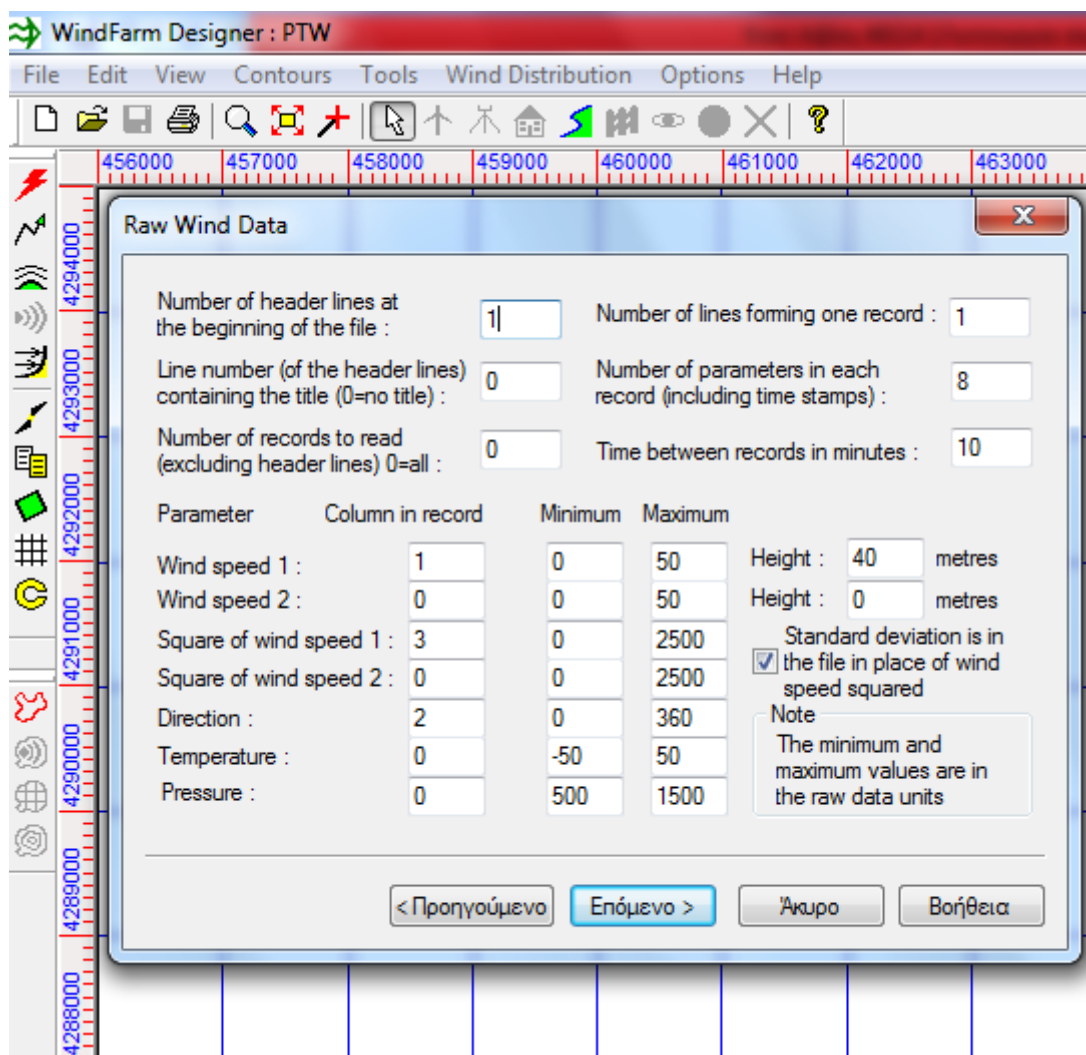 WindFarm Designer : PTW
File Edit View Contours Tools Wind Distribution Options Help
456000 457000 458000 459000 460000 461000 462000 463000
4294000
4293000
4292000
4291000
4290000
4289000
4288000
Raw Wind Data
Number of header lines at
the beginning of the file : 1
Number of lines forming one record : 1
Line number (of the header lines)
containing the title (0=no title) : 0
Number of parameters in each
record (including time stamps) : 8
Number of records to read
(excluding header lines) 0=all : 0
Time between records in minutes : 10
Parameter Column in record Minimum Maximum
Wind speed 1 : 1 0 50 Height : 40 metres
Wind speed 2 : 0 0 50 Height : 0 metres
Square of wind speed 1 : 3 0 2500
Square of wind speed 2 : 0 0 2500
Standard deviation is in
the file in place of wind
speed squared
Direction : 2 0 360
Temperature : 0 -50 50
Pressure : 0 500 1500
Note
The minimum and
maximum values are in
the raw data units
< Προηγούμενο Επόμενο > Άκυρο Βοήθεια